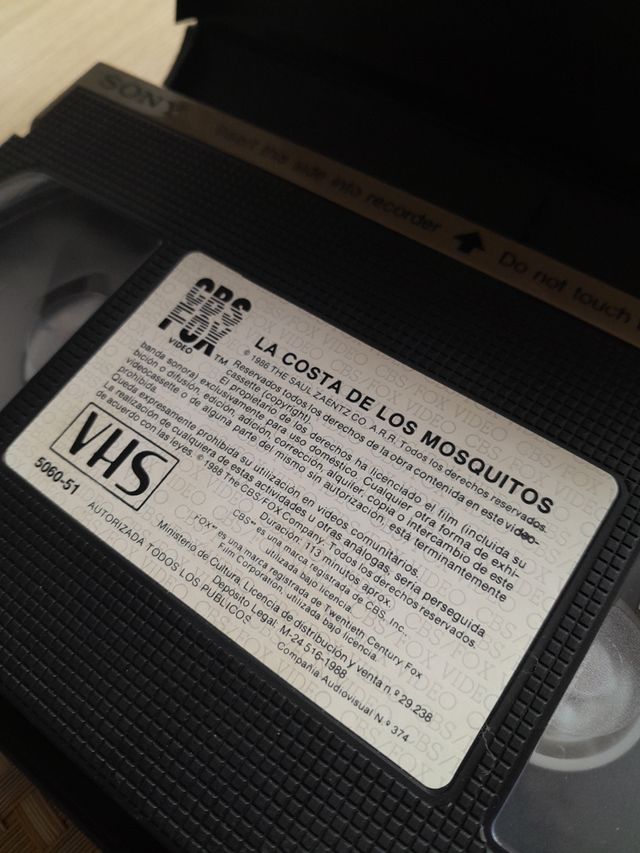 SONY
Insert this side into recorder
Do not touch
CBS
FOX
VIDEO ™
LA COSTA DE LOS MOSQUITOS
© 1986 THE SAUL ZAENTZ CO. A.R.R. Todos los derechos reservados.
Reservados todos los derechos de la obra contenida en este video-
cassette (copyright).
El propietario de los derechos ha licenciado el film (incluida su
banda sonora) exclusivamente para uso doméstico. Cualquier otra forma de exhi-
bición o difusión, edición, adición, corrección, alquiler, copia o intercambio de este
videocassette o de alguna parte del mismo sin autorización, está terminantemente
prohibida.
Queda expresamente prohibida su utilización en videos comunitarios.
La realización de cualquiera de estas actividades u otras análogas, sería perseguida
de acuerdo con las leyes. © 1988 The CBS/FOX Company. Todos los derechos reservados.
Duración: 113 minutos aprox.
VHS
5060-51
CBS™ es una marca registrada de CBS, Inc.,
utilizada bajo licencia.
FOX™ es una marca registrada de Twentieth Century Fox
Film Corporation, utilizada bajo licencia.
AUTORIZADA TODOS LOS PUBLICOS
Ministerio de Cultura. Licencia de distribución y venta n.º 29.238
Depósito Legal: M-24.516-1988
Compañía Audiovisual N.º 374